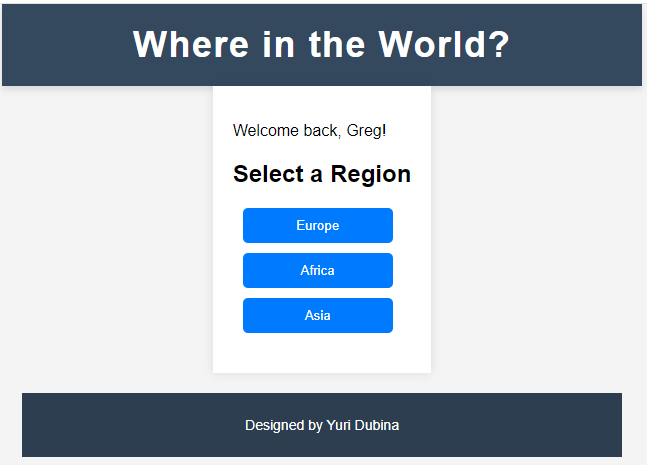 Where in the World?
Welcome back, Greg!
Select a Region
Europe
Africa
Asia
Designed by Yuri Dubina